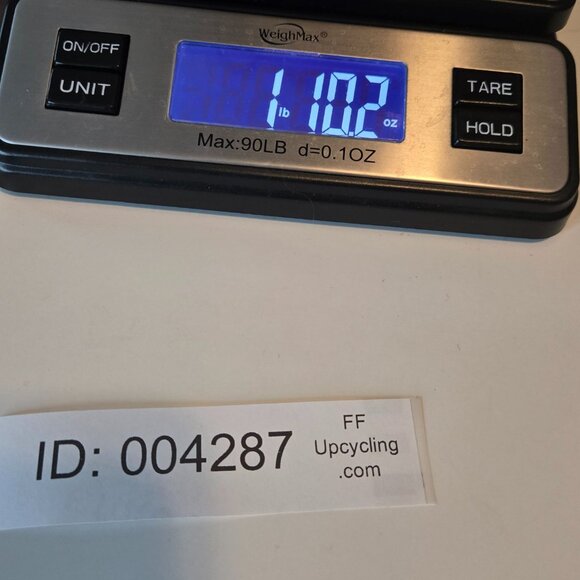 WeighMax®
ON/OFF
UNIT
1 lb 10.2 oz
TARE
HOLD
Max:90LB d=0.1OZ
ID: 004287
FF
Upcycling
.com